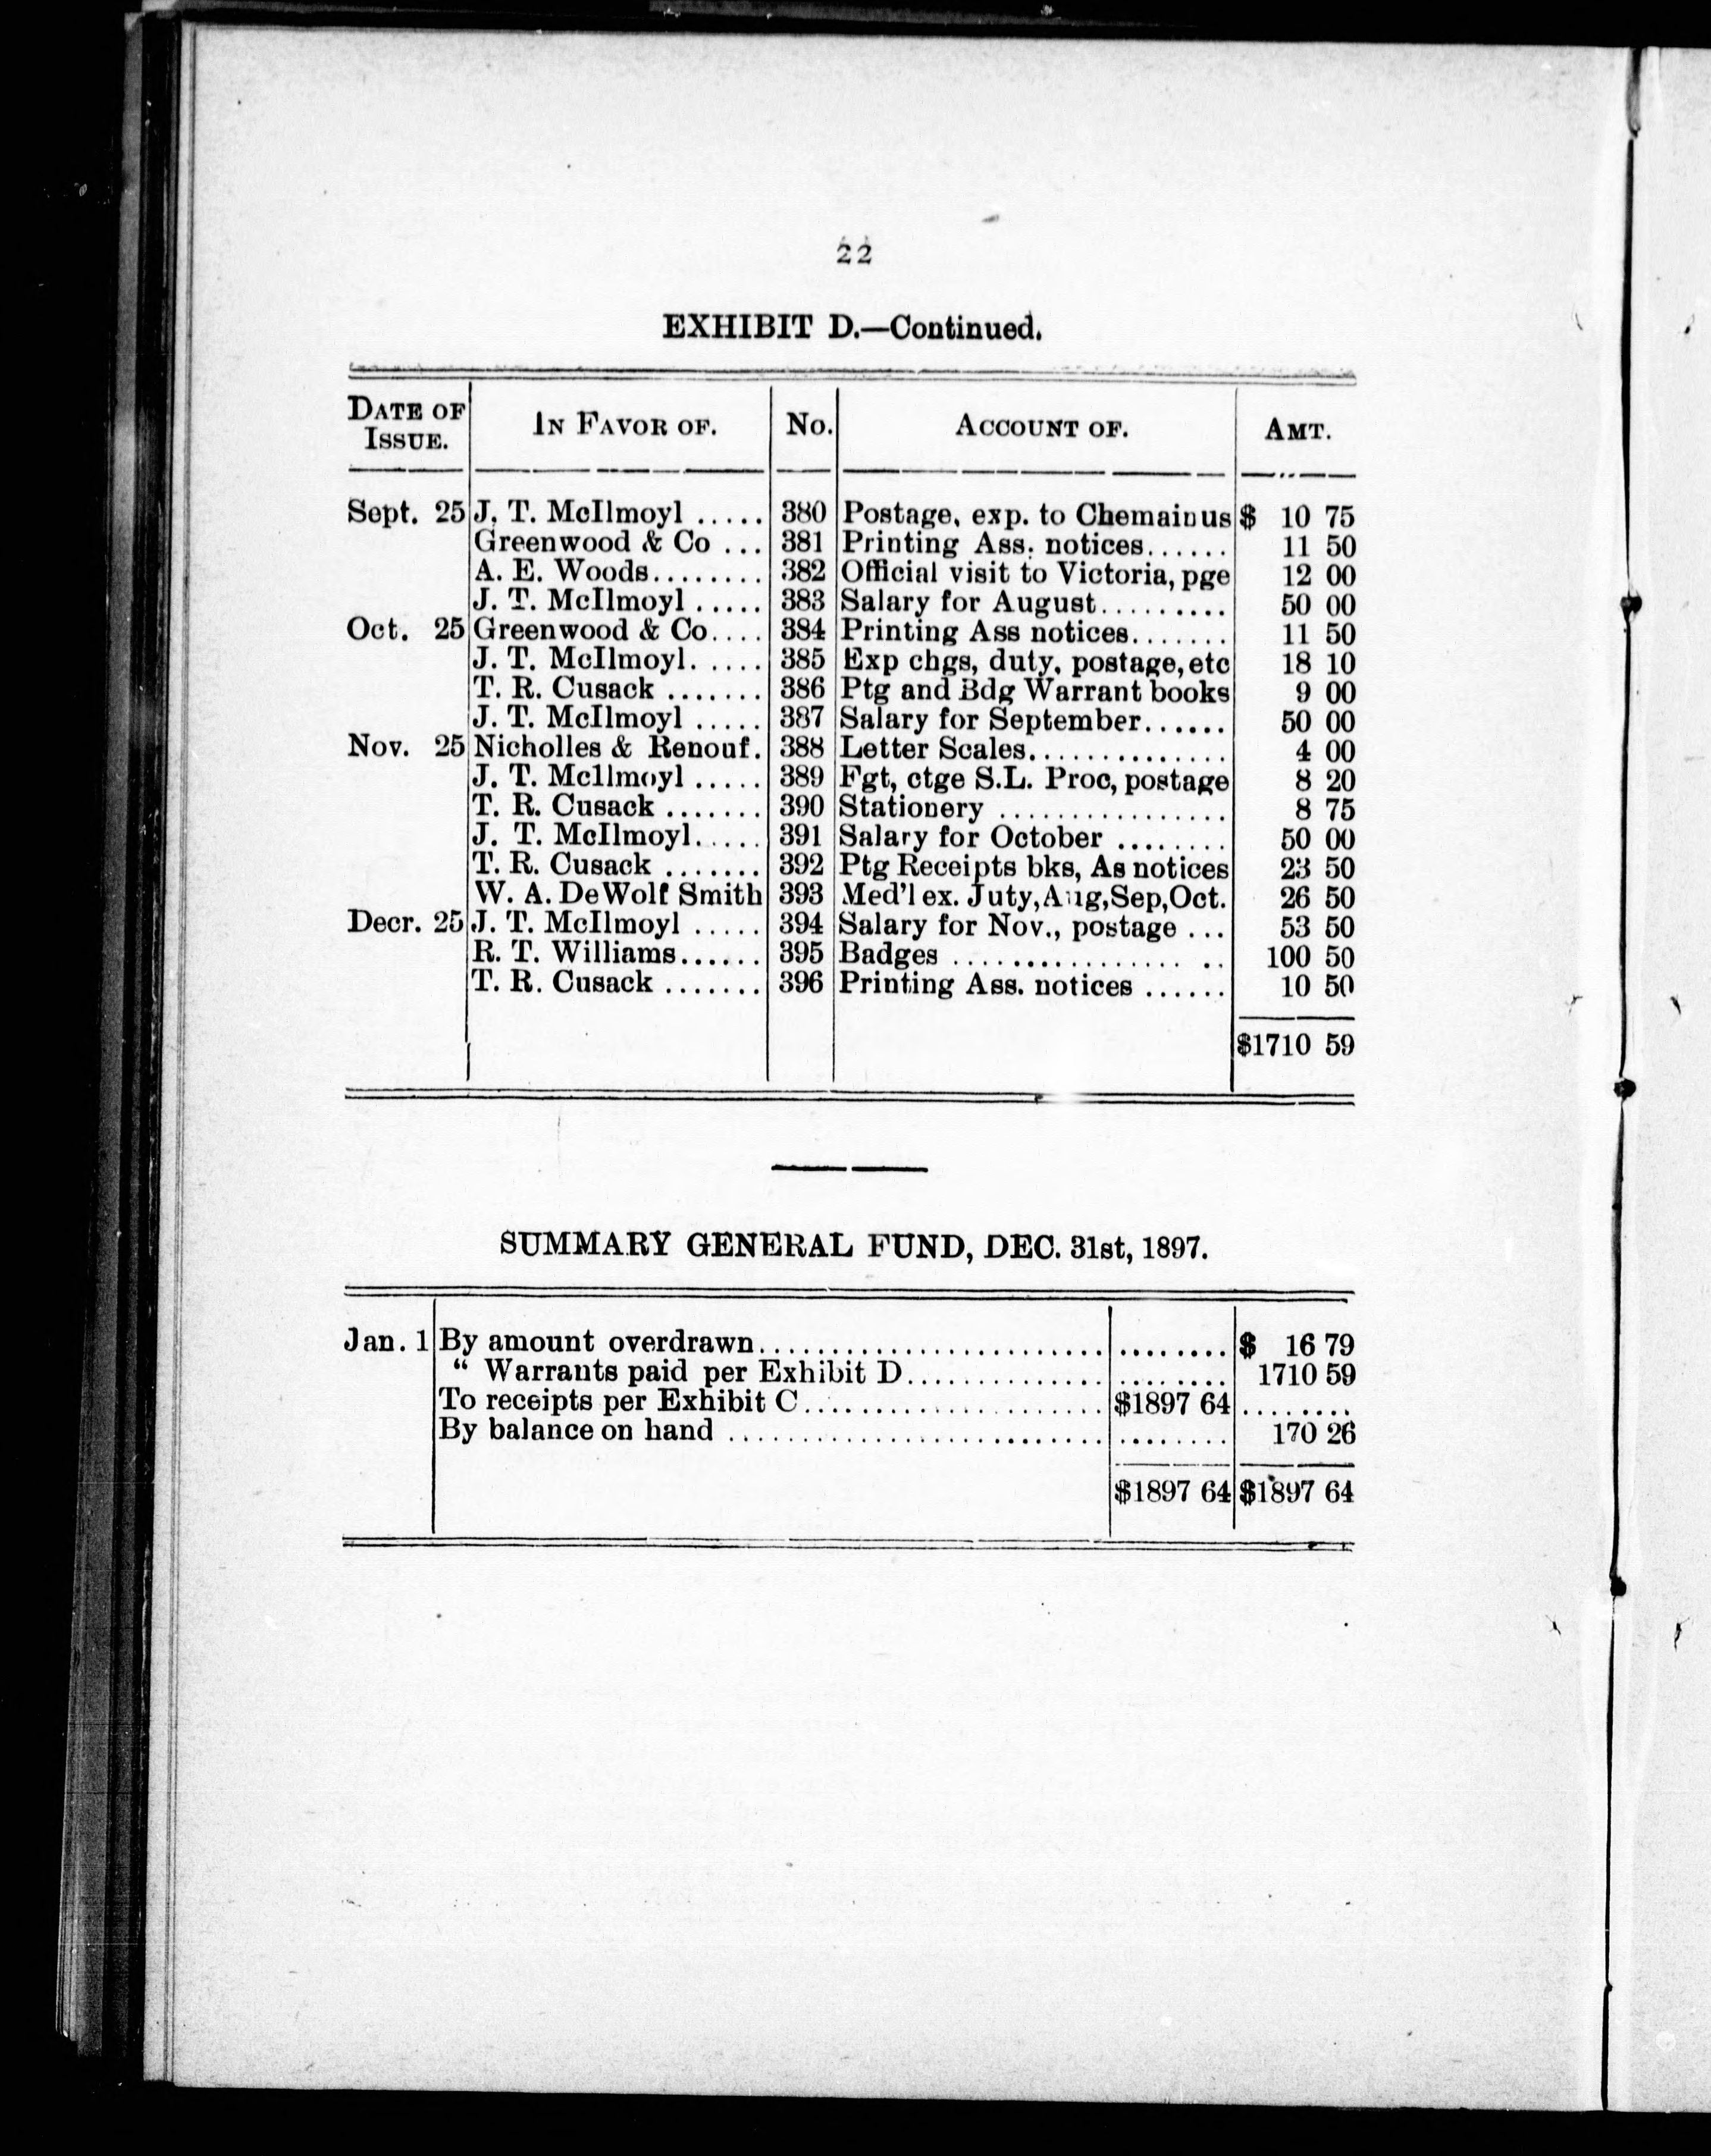 22
EXHIBIT D.—Continued.
DATE OF ISSUE. IN FAVOR OF. No. ACCOUNT OF. AMT.
Sept. 25 J. T. McIlmoyl ..... 380 Postage, exp. to Chemainus $ 10 75
Greenwood & Co ... 381 Printing Ass. notices...... 11 50
A. E. Woods........ 382 Official visit to Victoria, pge 12 00
J. T. McIlmoyl ..... 383 Salary for August......... 50 00
Oct. 25 Greenwood & Co.... 384 Printing Ass notices....... 11 50
J. T. McIlmoyl. .... 385 Exp chgs, duty, postage, etc 18 10
T. R. Cusack ....... 386 Ptg and Bdg Warrant books 9 00
J. T. McIlmoyl ..... 387 Salary for September...... 50 00
Nov. 25 Nicholles & Renouf. 388 Letter Scales.............. 4 00
J. T. McIlmoyl ..... 389 Fgt, ctge S.L. Proc, postage 8 20
T. R. Cusack ....... 390 Stationery ................ 8 75
J. T. McIlmoyl..... 391 Salary for October ........ 50 00
T. R. Cusack ....... 392 Ptg Receipts bks, As notices 23 50
W. A. DeWolf Smith 393 Med'l ex. Juty, Aug, Sep, Oct. 26 50
Decr. 25 J. T. McIlmoyl ..... 394 Salary for Nov., postage ... 53 50
R. T. Williams...... 395 Badges .................. 100 50
T. R. Cusack ....... 396 Printing Ass. notices ...... 10 50
$1710 59
SUMMARY GENERAL FUND, DEC. 31st, 1897.
Jan. 1 By amount overdrawn........................ ........ $ 16 79
“ Warrants paid per Exhibit D.............. ........ 1710 59
To receipts per Exhibit C..................... $1897 64 ........
By balance on hand .......................... ........ 170 26
$1897 64 $1897 64